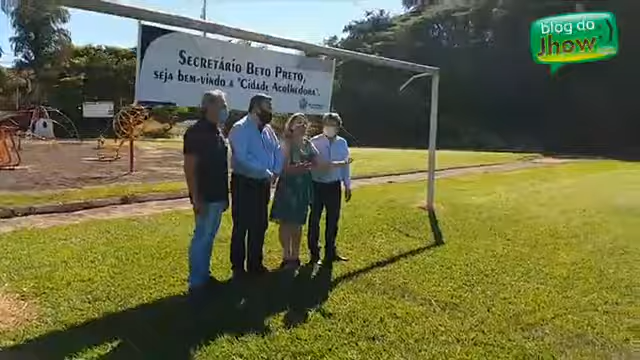 blog do
Jhow
SECRETÁRIO BETO PRETO,
SEJA BEM-VINDO À "CIDADE ACOLHEDORA".